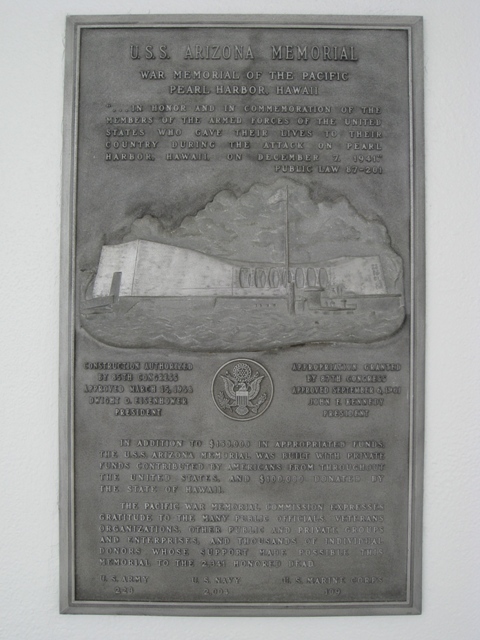 U.S.S. ARIZONA MEMORIAL
WAR MEMORIAL OF THE PACIFIC
PEARL HARBOR, HAWAII
"...IN HONOR AND IN COMMEMORATION OF THE
MEMBERS OF THE ARMED FORCES OF THE UNITED
STATES WHO GAVE THEIR LIVES TO THEIR
COUNTRY DURING THE ATTACK ON PEARL
HARBOR, HAWAII, ON DECEMBER 7, 1941"
PUBLIC LAW 87-201
CONSTRUCTION AUTHORIZED
BY 85TH CONGRESS
APPROVED MARCH 15, 1958
DWIGHT D. EISENHOWER
PRESIDENT
APPROPRIATION GRANTED
BY 87TH CONGRESS
APPROVED SEPTEMBER 6, 1961
JOHN F. KENNEDY
PRESIDENT
IN ADDITION TO IN APPROPRIATED FUNDS,
THE U.S.S. ARIZONA MEMORIAL WAS BUILT WITH PRIVATE
FUNDS CONTRIBUTED BY AMERICANS FROM THROUGHOUT
THE UNITED STATES, AND DONATED BY
THE STATE OF HAWAII.
THE PACIFIC WAR MEMORIAL COMMISSION EXPRESSES
GRATITUDE TO THE MANY PUBLIC OFFICIALS, VETERANS
ORGANIZATIONS, OTHER PUBLIC AND PRIVATE GROUPS
AND ENTERPRISES, AND THOUSANDS OF INDIVIDUAL
DONORS WHOSE SUPPORT MADE POSSIBLE THIS
MEMORIAL TO THE HONORED DEAD.
U.S. ARMY U.S. NAVY U.S. MARINE CORPS